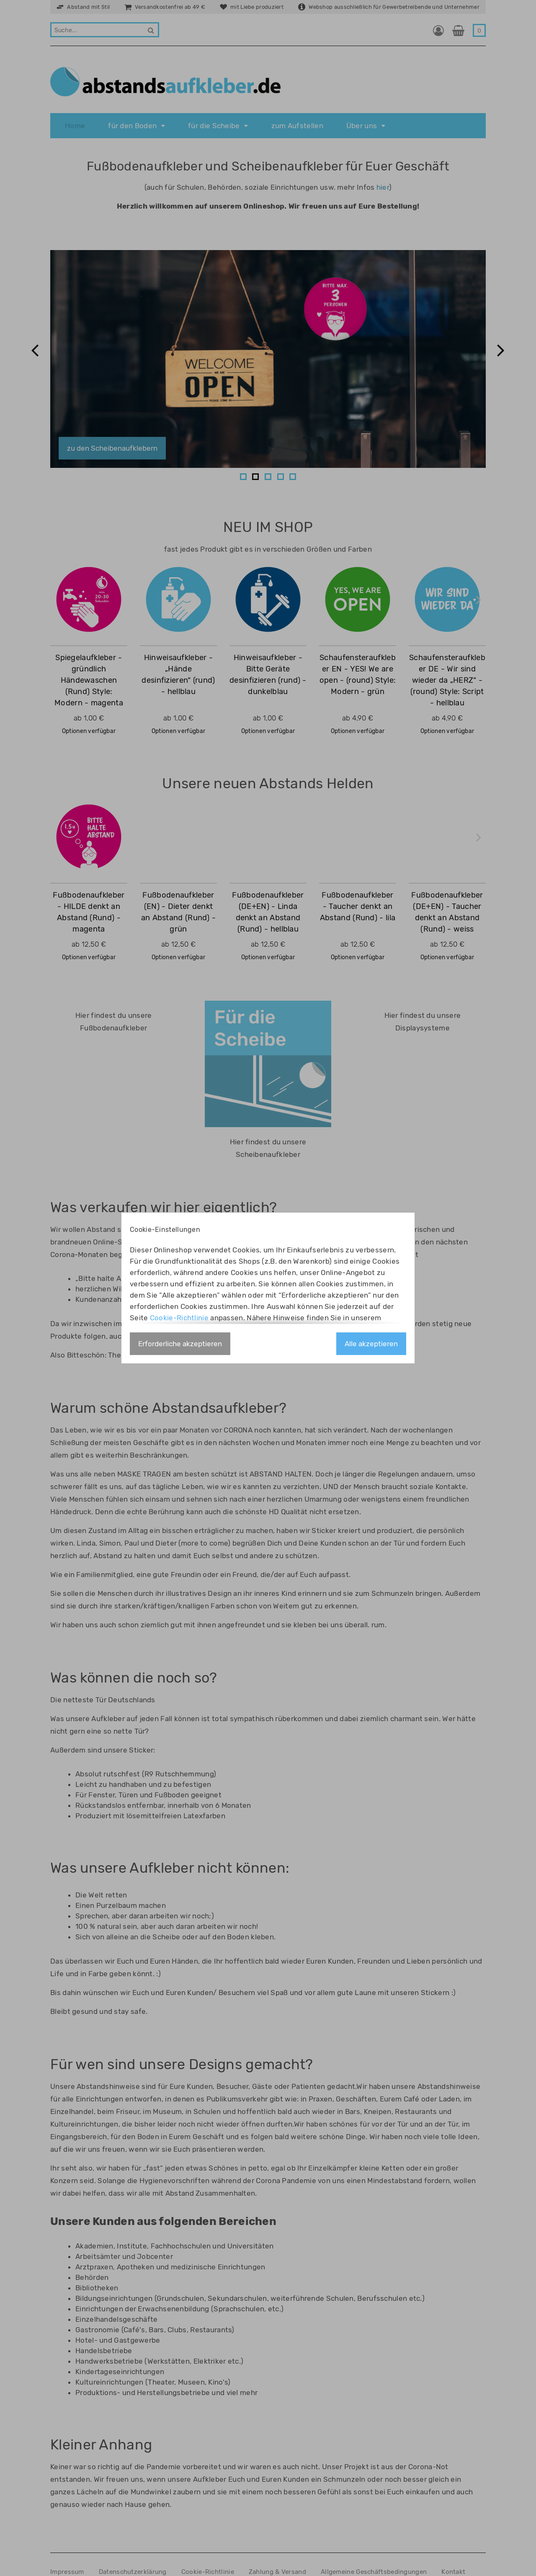 Abstand mit Stil
Versandkostenfrei ab 49 €
mit Liebe produziert
Webshop ausschließlich für Gewerbetreibende und Unternehmer
Suche...
0
abstandsaufkleber.de
Home
für den Boden
für die Scheibe
zum Aufstellen
Über uns
Fußbodenaufkleber und Scheibenaufkleber für Euer Geschäft
(auch für Schulen, Behörden, soziale Einrichtungen usw. mehr Infos hier)
Herzlich willkommen auf unserem Onlineshop. Wir freuen uns auf Eure Bestellung!
BITTE MAX.
3
PERSONEN
WELCOME
WE ARE
OPEN
zu den Scheibenaufklebern
NEU IM SHOP
fast jedes Produkt gibt es in verschieden Größen und Farben
20-30
YES, WE ARE
OPEN
WIR SIND
WIEDER DA
Spiegelaufkleber -
gründlich
Händewaschen
(Rund) Style:
Modern - magenta
ab 1,00 €
Optionen verfügbar
Hinweisaufkleber -
„Hände
desinfizieren" (rund)
- hellblau
ab 1,00 €
Optionen verfügbar
Hinweisaufkleber -
Bitte Geräte
desinfizieren (rund) -
dunkelblau
ab 1,00 €
Optionen verfügbar
Schaufensteraufkleb
er EN - YES! We are
open - (round) Style:
Modern - grün
ab 4,90 €
Optionen verfügbar
Schaufensteraufkleb
er DE - Wir sind
wieder da „HERZ" -
(round) Style: Script
- hellblau
ab 4,90 €
Optionen verfügbar
Unsere neuen Abstands Helden
1,5m
BITTE
HALTE
ABSTAND
Fußbodenaufkleber
- HILDE denkt an
Abstand (Rund) -
magenta
ab 12,50 €
Optionen verfügbar
Fußbodenaufkleber
(EN) - Dieter denkt
an Abstand (Rund) -
grün
ab 12,50 €
Optionen verfügbar
Fußbodenaufkleber
(DE+EN) - Linda
denkt an Abstand
(Rund) - hellblau
ab 12,50 €
Optionen verfügbar
Fußbodenaufkleber
- Taucher denkt an
Abstand (Rund) - lila
ab 12,50 €
Optionen verfügbar
Fußbodenaufkleber
(DE+EN) - Taucher
denkt an Abstand
(Rund) - weiss
ab 12,50 €
Optionen verfügbar
Hier findest du unsere
Fußbodenaufkleber
Für die
Scheibe
Hier findest du unsere
Scheibenaufkleber
Hier findest du unsere
Displaysysteme
Was verkaufen wir hier eigentlich?
Wir wollen Abstand
brandneuen Online-S
den nächsten
Corona-Monaten beg
„Bitte halte A
herzlichen Wil
Kundenanzah
Da wir inzwischen im
rden stetig neue
Produkte folgen, auc
Also Bitteschön: The
Cookie-Einstellungen
Dieser Onlineshop verwendet Cookies, um Ihr Einkaufserlebnis zu verbessern.
Für die Grundfunktionalität des Shops (z.B. den Warenkorb) sind einige Cookies
erforderlich, während andere Cookies uns helfen, unser Online-Angebot zu
verbessern und effizient zu arbeiten. Sie können allen Cookies zustimmen, in
dem Sie "Alle akzeptieren" wählen oder mit "Erforderliche akzeptieren" nur den
erforderlichen Cookies zustimmen. Ihre Auswahl können Sie jederzeit auf der
Seite Cookie-Richtlinie anpassen. Nähere Hinweise finden Sie in unserem
Erforderliche akzeptieren
Alle akzeptieren
Warum schöne Abstandsaufkleber?
Das Leben, wie er es bis vor ein paar Monaten vor CORONA noch kannten, hat sich verändert. Nach der wochenlangen
Schließung der meisten Geschäfte gibt es in den nächsten Wochen und Monaten immer noch eine Menge zu beachten und vor
allem gibt es weiterhin Beschränkungen.
Was uns alle neben MASKE TRAGEN am besten schützt ist ABSTAND HALTEN. Doch je länger die Regelungen andauern, umso
schwerer fällt es uns, auf das tägliche Leben, wie wir es kannten zu verzichten. UND der Mensch braucht soziale Kontakte.
Viele Menschen fühlen sich einsam und sehnen sich nach einer herzlichen Umarmung oder wenigstens einem freundlichen
Händedruck. Denn die echte Berührung kann auch die schönste HD Qualität nicht ersetzen.
Um diesen Zustand im Alltag ein bisschen erträglicher zu machen, haben wir Sticker kreiert und produziert, die persönlich
wirken. Linda, Simon, Paul und Dieter (more to come) begrüßen Dich und Deine Kunden schon an der Tür und fordern Euch
herzlich auf, Abstand zu halten und damit Euch selbst und andere zu schützen.
Wie ein Familienmitglied, eine gute Freundin oder ein Freund, die/der auf Euch aufpasst.
Sie sollen die Menschen durch ihr illustratives Design an ihr inneres Kind erinnern und sie zum Schmunzeln bringen. Außerdem
sind sie durch ihre starken/kräftigen/knalligen Farben schon von Weitem gut zu erkennen.
Wir haben uns auch schon ziemlich gut mit ihnen angefreundet und sie kleben bei uns überall, rum.
Was können die noch so?
Die netteste Tür Deutschlands
Was unsere Aufkleber auf jeden Fall können ist total sympathisch rüberkommen und dabei ziemlich charmant sein. Wer hätte
nicht gern eine so nette Tür?
Außerdem sind unsere Sticker:
Absolut rutschfest (R9 Rutschhemmung)
Leicht zu handhaben und zu befestigen
Für Fenster, Türen und Fußboden geeignet
Rückstandslos entfernbar, innerhalb von 6 Monaten
Produziert mit lösemittelfreien Latexfarben
Was unsere Aufkleber nicht können:
Die Welt retten
Einen Purzelbaum machen
Sprechen, aber daran arbeiten wir noch;)
100 % natural sein, aber auch daran arbeiten wir noch!
Sich von alleine an die Scheibe oder auf den Boden kleben.
Das überlassen wir Euch und Euren Händen, die Ihr hoffentlich bald wieder Euren Kunden, Freunden und Lieben persönlich und
Life und in Farbe geben könnt. :)
Bis dahin wünschen wir Euch und Euren Kunden/ Besuchern viel Spaß und vor allem gute Laune mit unseren Stickern ;)
Bleibt gesund und stay safe.
Für wen sind unsere Designs gemacht?
Unsere Abstandshinweise sind für Eure Kunden, Besucher, Gäste oder Patienten gedacht.Wir haben unsere Abstandshinweise
für alle Einrichtungen entworfen, in denen es Publikumsverkehr gibt wie: in Praxen, Geschäften, Eurem Café oder Laden, im
Einzelhandel, beim Friseur, im Museum, in Schulen und hoffentlich bald auch wieder in Bars, Kneipen, Restaurants und
Kultureinrichtungen, die bisher leider noch nicht wieder öffnen durften.Wir haben schönes für vor der Tür und an der Tür, im
Eingangsbereich, für den Boden in Eurem Geschäft und es folgen bald weitere schöne Dinge. Wir haben noch viele tolle Ideen,
auf die wir uns freuen, wenn wir sie Euch präsentieren werden.
Ihr seht also, wir haben für „fast" jeden etwas Schönes in petto, egal ob Ihr Einzelkämpfer kleine Ketten oder ein großer
Konzern seid. Solange die Hygienevorschriften während der Corona Pandemie von uns einen Mindestabstand fordern, wollen
wir dabei helfen, dass wir alle mit Abstand Zusammenhalten.
Unsere Kunden aus folgenden Bereichen
Akademien, Institute, Fachhochschulen und Universitäten
Arbeitsämter und Jobcenter
Arztpraxen, Apotheken und medizinische Einrichtungen
Behörden
Bibliotheken
Bildungseinrichtungen (Grundschulen, Sekundarschulen, weiterführende Schulen, Berufsschulen etc.)
Einrichtungen der Erwachsenenbildung (Sprachschulen, etc.)
Einzelhandelsgeschäfte
Gastronomie (Café's, Bars, Clubs, Restaurants)
Hotel- und Gastgewerbe
Handelsbetriebe
Handwerksbetriebe (Werkstätten, Elektriker etc.)
Kindertageseinrichtungen
Kultureinrichtungen (Theater, Museen, Kino's)
Produktions- und Herstellungsbetriebe und viel mehr
Kleiner Anhang
Keiner war so richtig auf die Pandemie vorbereitet und wir waren es auch nicht. Unser Projekt ist aus der Corona-Not
entstanden. Wir freuen uns, wenn unsere Aufkleber Euch und Euren Kunden ein Schmunzeln oder noch besser gleich ein
ganzes Lächeln auf die Mundwinkel zaubern und sie mit einem noch besseren Gefühl als sonst bei Euch einkaufen und auch
genauso wieder nach Hause gehen.
Impressum
Datenschutzerklärung
Cookie-Richtlinie
Zahlung & Versand
Allgemeine Geschäftsbedingungen
Kontakt